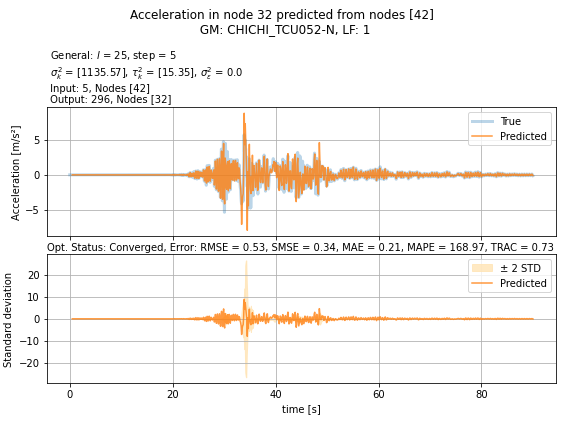 Acceleration in node 32 predicted from nodes [42]
GM: CHICHI_TCU052-N, LF: 1
General: l = 25, step = 5
σ²ₖ = [1135.57], τ²ₖ = [15.35], σ²ε = 0.0
Input: 5, Nodes [42]
Output: 296, Nodes [32]
Acceleration [m/s²]
5
0
−5
True
Predicted
Opt. Status: Converged, Error: RMSE = 0.53, SMSE = 0.34, MAE = 0.21, MAPE = 168.97, TRAC = 0.73
Standard deviation
20
10
0
−10
−20
± 2 STD
Predicted
0 20 40 60 80
time [s]